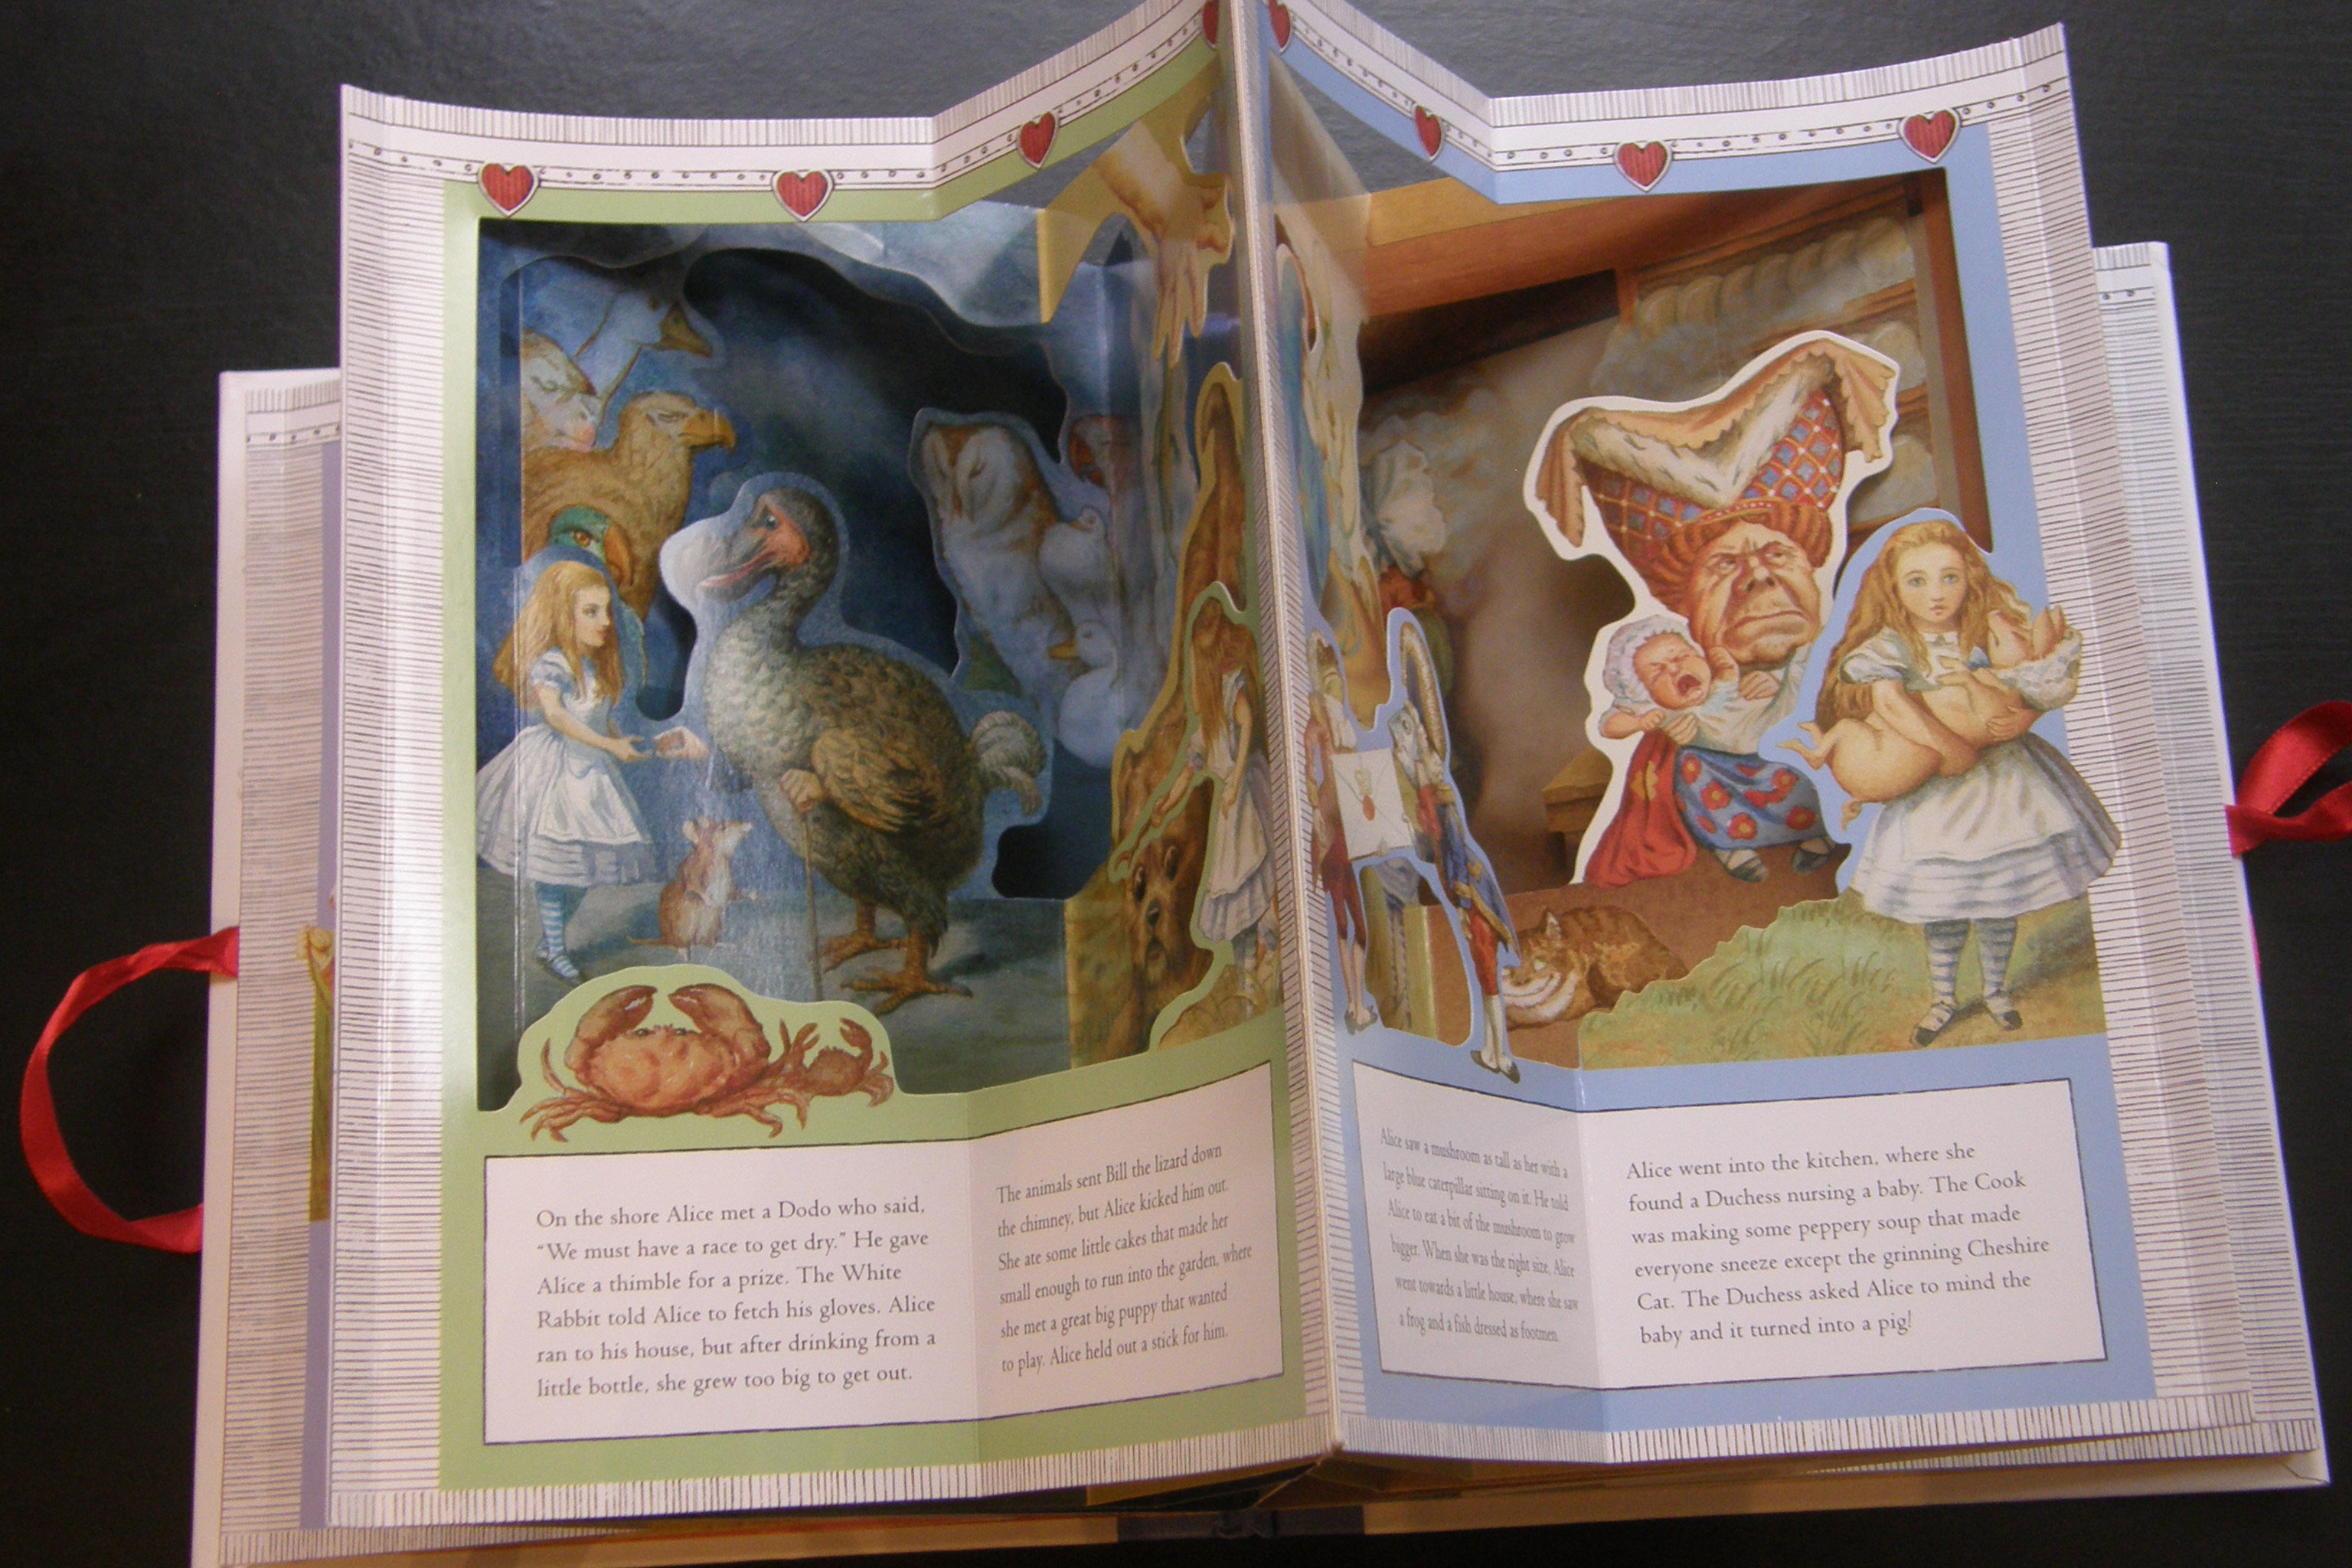 On the shore Alice met a Dodo who said,
“We must have a race to get dry.” He gave
Alice a thimble for a prize. The White
Rabbit told Alice to fetch his gloves. Alice
ran to his house, but after drinking from a
little bottle, she grew too big to get out.
The animals sent Bill the lizard down
the chimney, but Alice kicked him out.
She ate some little cakes that made her
small enough to run into the garden, where
she met a great big puppy that wanted
to play. Alice held out a stick for him.
Alice saw a mushroom as tall as her with a
large blue caterpillar sitting on it. He told
Alice to eat a bit of the mushroom to grow
bigger. When she was the right size, Alice
went towards a little house, where she saw
a frog and a fish dressed as footmen.
Alice went into the kitchen, where she
found a Duchess nursing a baby. The Cook
was making some peppery soup that made
everyone sneeze except the grinning Cheshire
Cat. The Duchess asked Alice to mind the
baby and it turned into a pig!